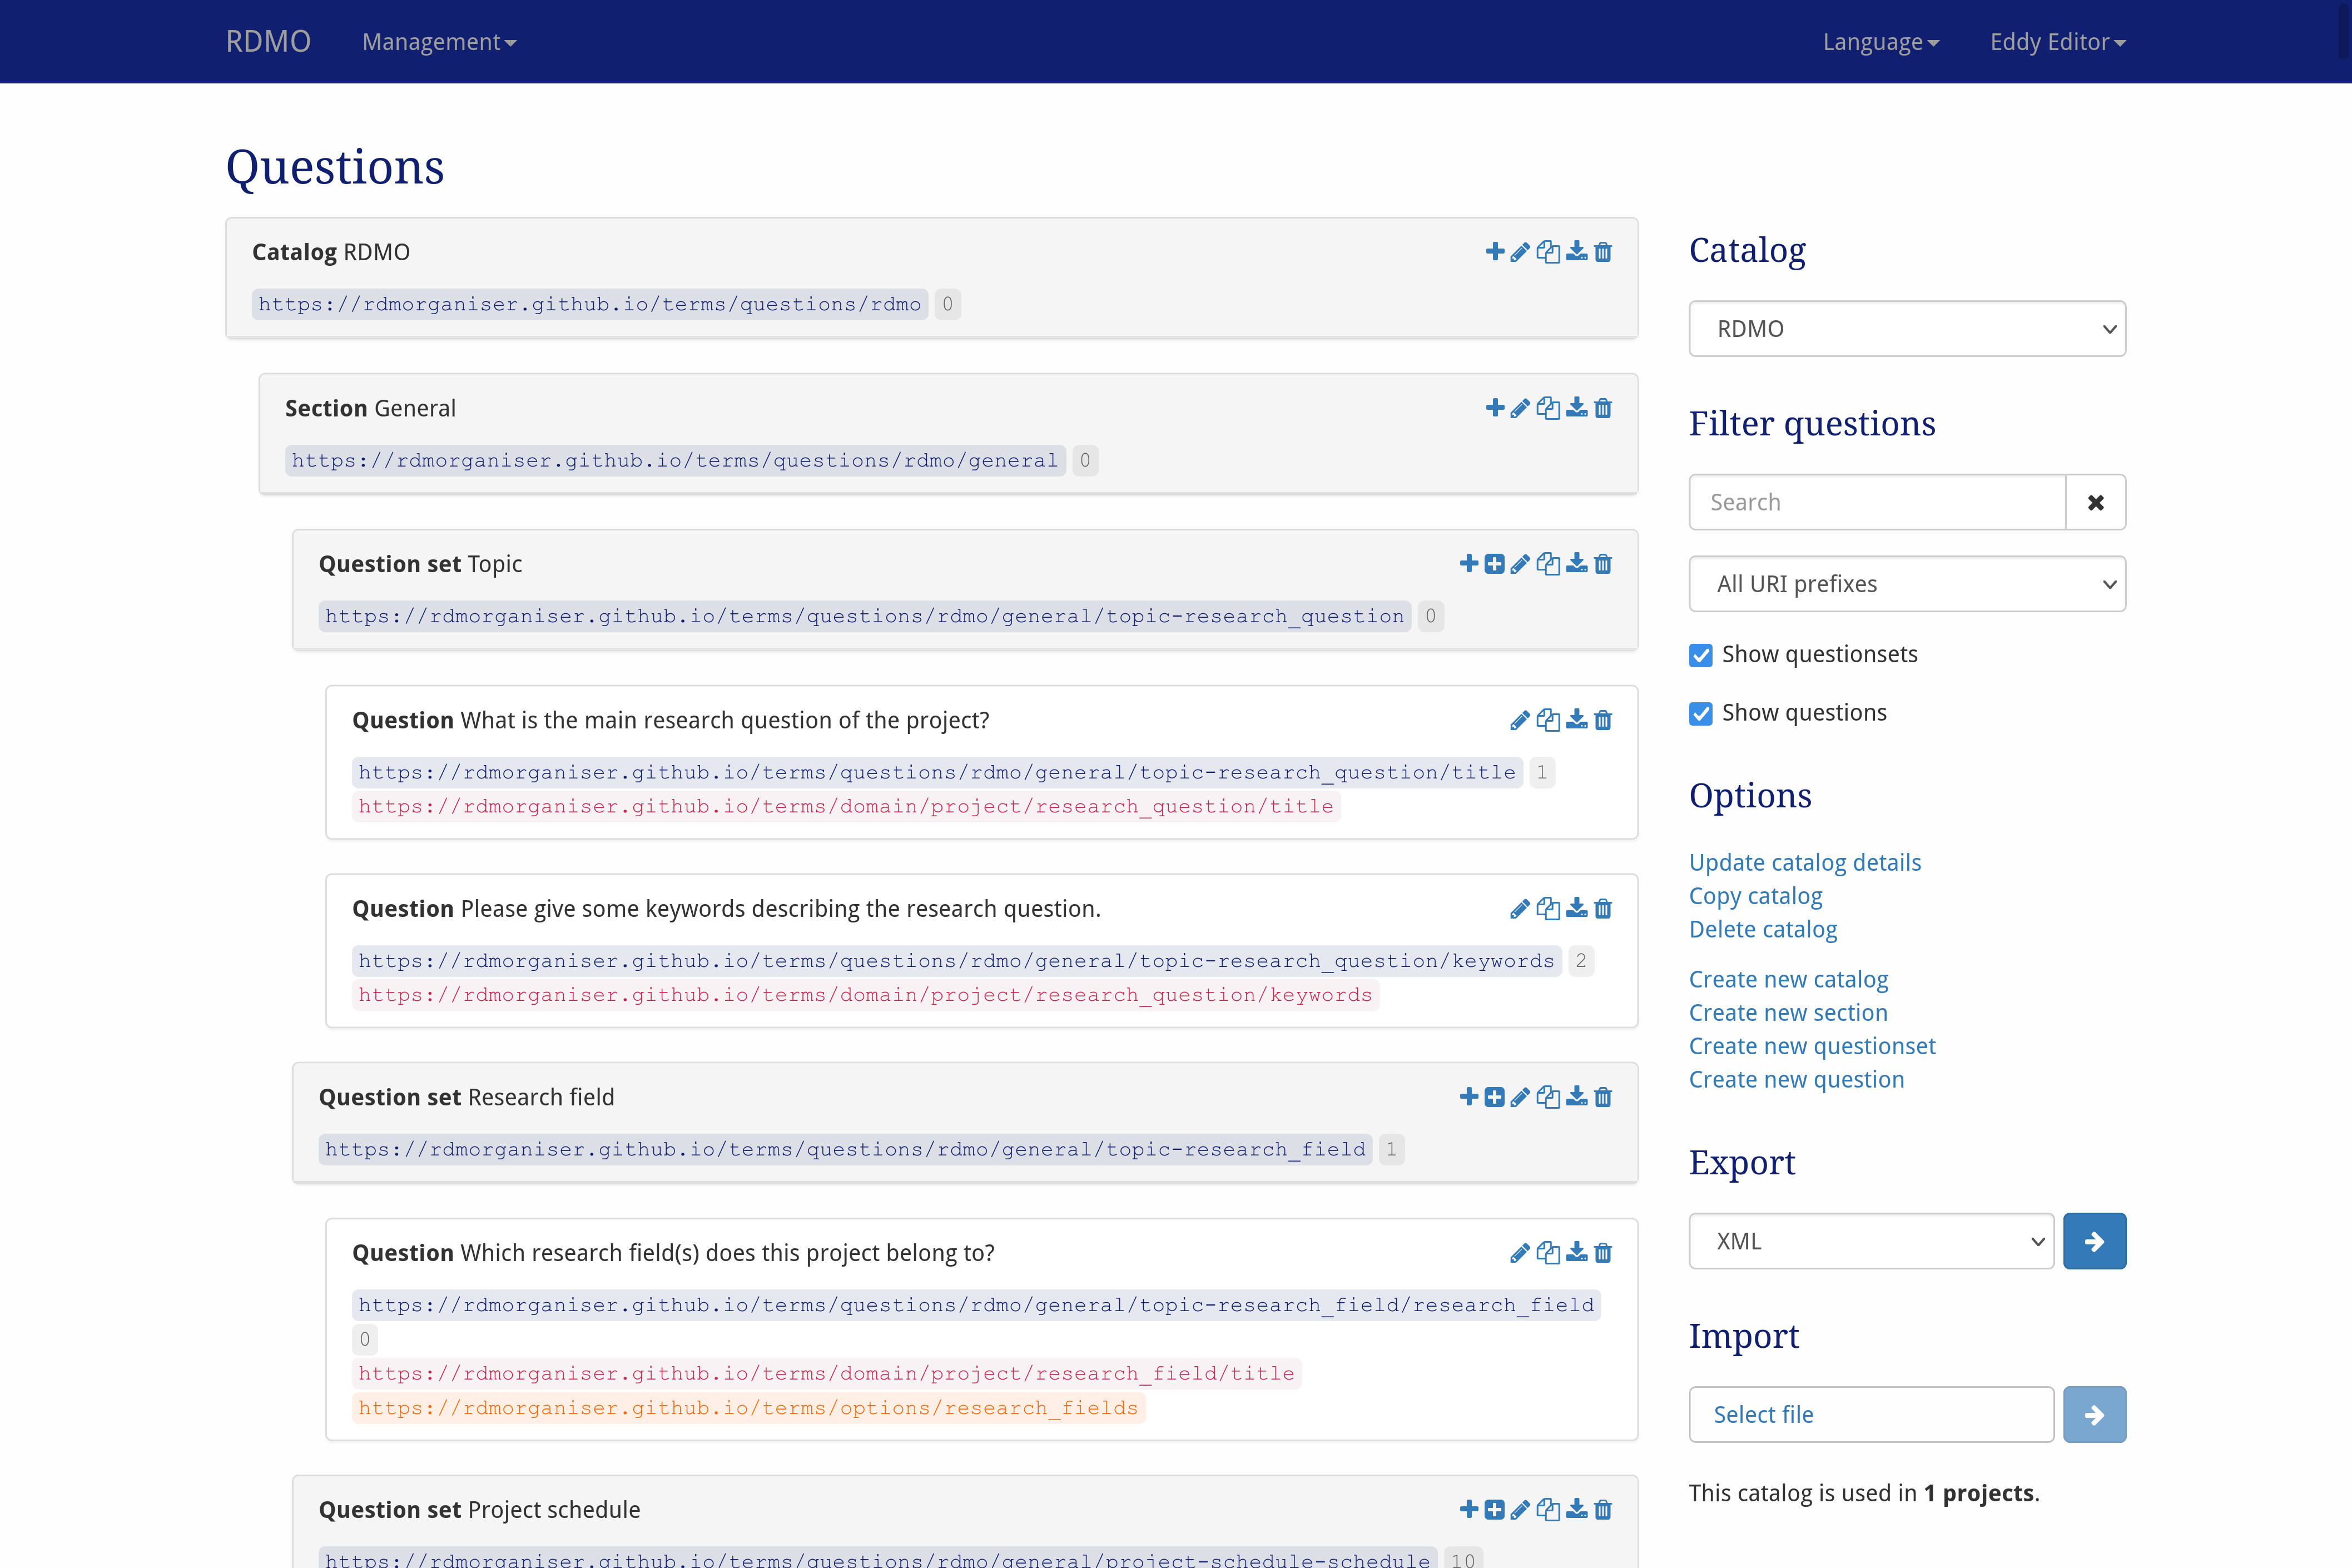 RDMO Management Language Eddy Editor
Questions
Catalog RDMO
https://rdmorganiser.github.io/terms/questions/rdmo 0
Section General
https://rdmorganiser.github.io/terms/questions/rdmo/general 0
Question set Topic
https://rdmorganiser.github.io/terms/questions/rdmo/general/topic-research_question 0
Question What is the main research question of the project?
https://rdmorganiser.github.io/terms/questions/rdmo/general/topic-research_question/title 1
https://rdmorganiser.github.io/terms/domain/project/research_question/title
Question Please give some keywords describing the research question.
https://rdmorganiser.github.io/terms/questions/rdmo/general/topic-research_question/keywords 2
https://rdmorganiser.github.io/terms/domain/project/research_question/keywords
Question set Research field
https://rdmorganiser.github.io/terms/questions/rdmo/general/topic-research_field 1
Question Which research field(s) does this project belong to?
https://rdmorganiser.github.io/terms/questions/rdmo/general/topic-research_field/research_field
0
https://rdmorganiser.github.io/terms/domain/project/research_field/title
https://rdmorganiser.github.io/terms/options/research_fields
Question set Project schedule
https://rdmorganiser.github.io/terms/questions/rdmo/general/project-schedule-schedule 10
Catalog
RDMO
Filter questions
Search
All URI prefixes
Show questionsets
Show questions
Options
Update catalog details
Copy catalog
Delete catalog
Create new catalog
Create new section
Create new questionset
Create new question
Export
XML
Import
Select file
This catalog is used in 1 projects.